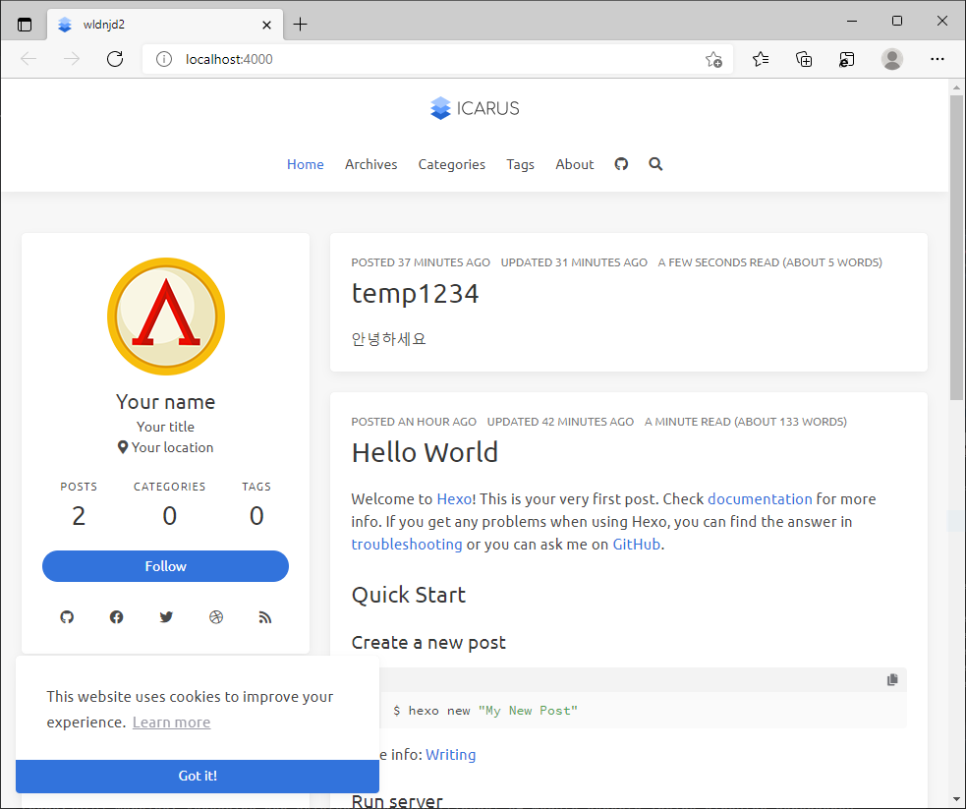 wldnjd2
localhost:4000
ICARUS
Home Archives Categories Tags About
POSTED 37 MINUTES AGO UPDATED 31 MINUTES AGO A FEW SECONDS READ (ABOUT 5 WORDS)
temp1234
안녕하세요
Your name
Your title
Your location
POSTS CATEGORIES TAGS
2 0 0
Follow
POSTED AN HOUR AGO UPDATED 42 MINUTES AGO A MINUTE READ (ABOUT 133 WORDS)
Hello World
Welcome to Hexo! This is your very first post. Check documentation for more
info. If you get any problems when using Hexo, you can find the answer in
troubleshooting or you can ask me on GitHub.
Quick Start
Create a new post
$ hexo new "My New Post"
e info: Writing
Run server
This website uses cookies to improve your
experience. Learn more
Got it!